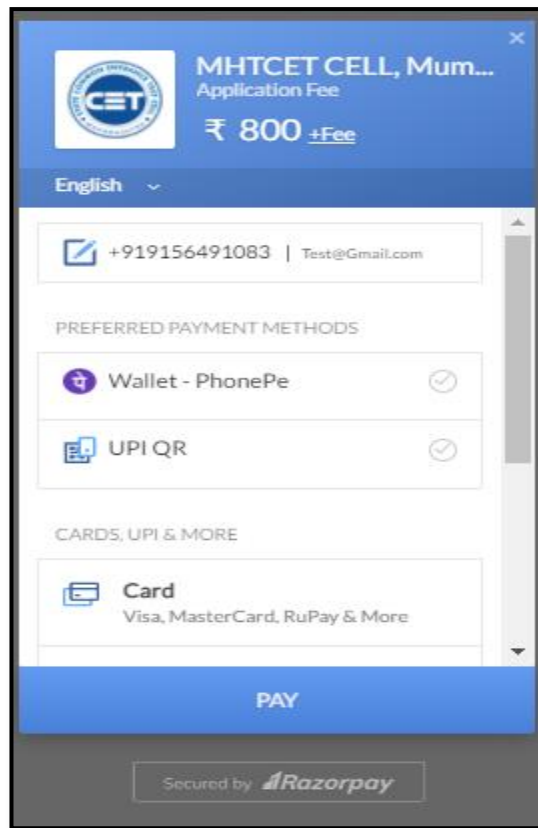 MHTCET CELL, Mum...
Application Fee
₹ 800 +Fee
CET
English
+919156491083 | Test@Gmail.com
PREFERRED PAYMENT METHODS
पे Wallet - PhonePe
UPI QR
CARDS, UPI & MORE
Card
Visa, MasterCard, RuPay & More
PAY
Secured by Razorpay